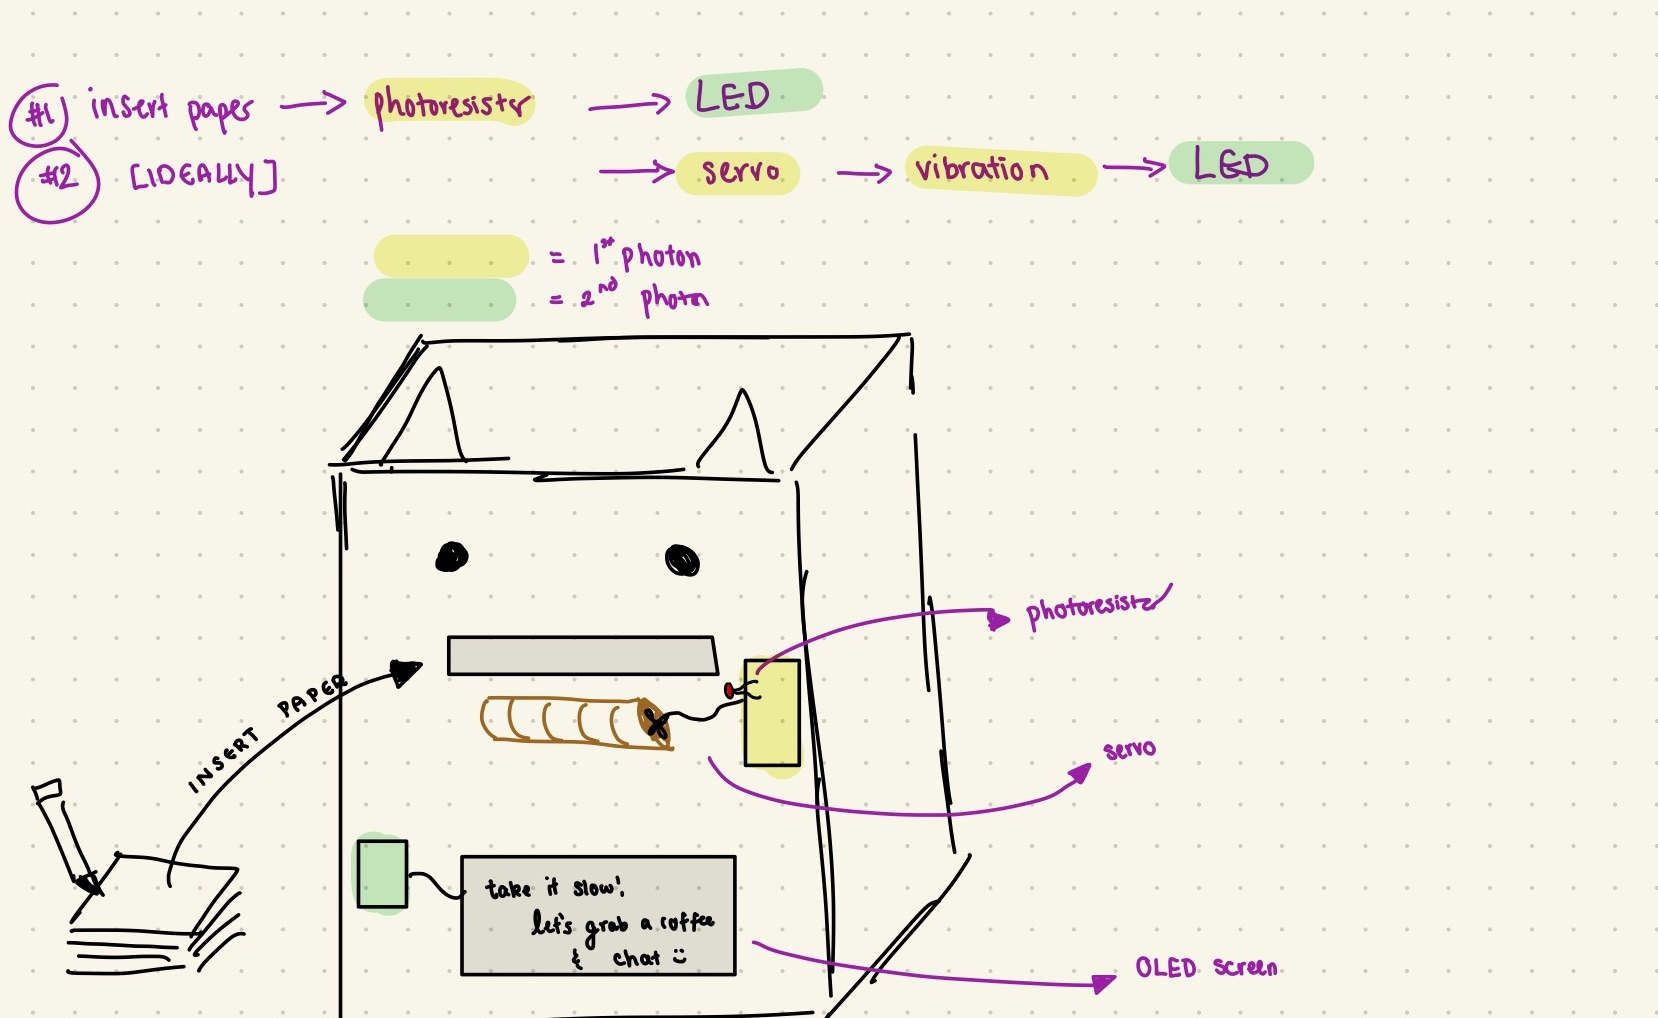 #1 insert paper → photoresistor → LED
#2 [IDEALLY] → servo → vibration → LED
= 1st photon
= 2nd photon
photoresistor
INSERT PAPER
servo
take it slow!
let's grab a coffee
& chat :)
OLED screen